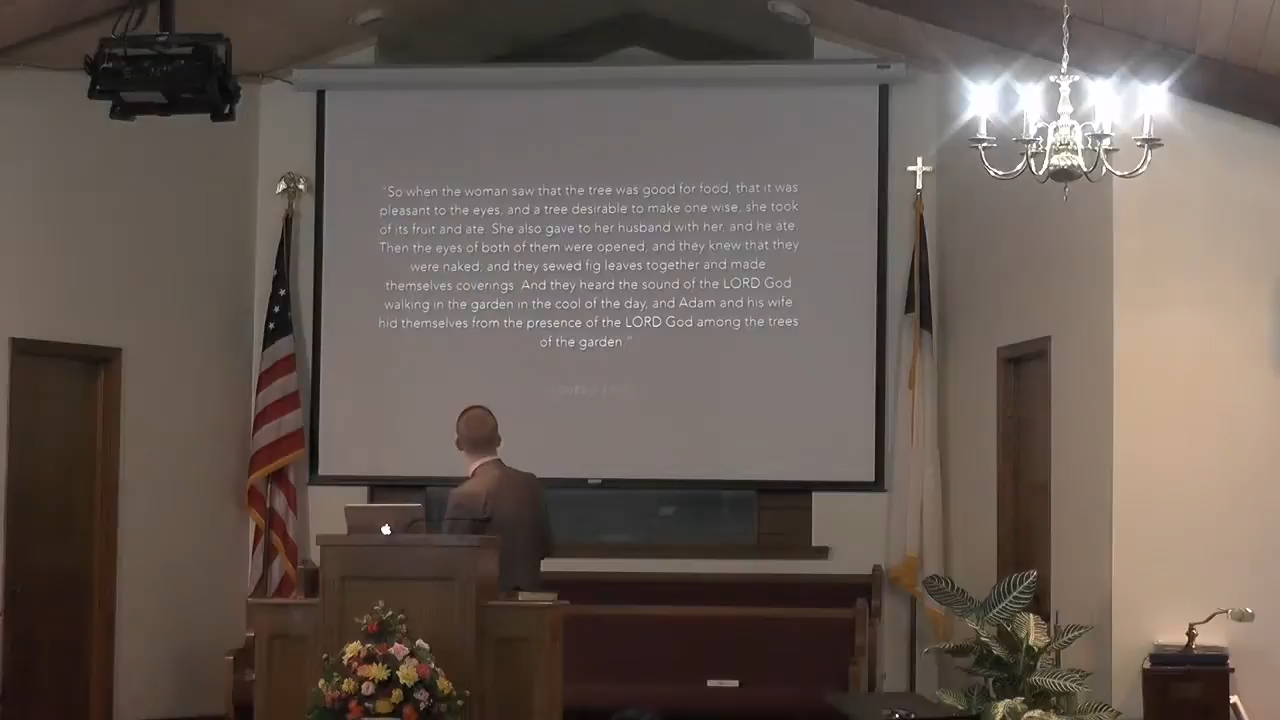 "So when the woman saw that the tree was good for food, that it was
pleasant to the eyes, and a tree desirable to make one wise, she took
of its fruit and ate. She also gave to her husband with her, and he ate.
Then the eyes of both of them were opened, and they knew that they
were naked; and they sewed fig leaves together and made
themselves coverings. And they heard the sound of the LORD God
walking in the garden in the cool of the day, and Adam and his wife
hid themselves from the presence of the LORD God among the trees
of the garden."